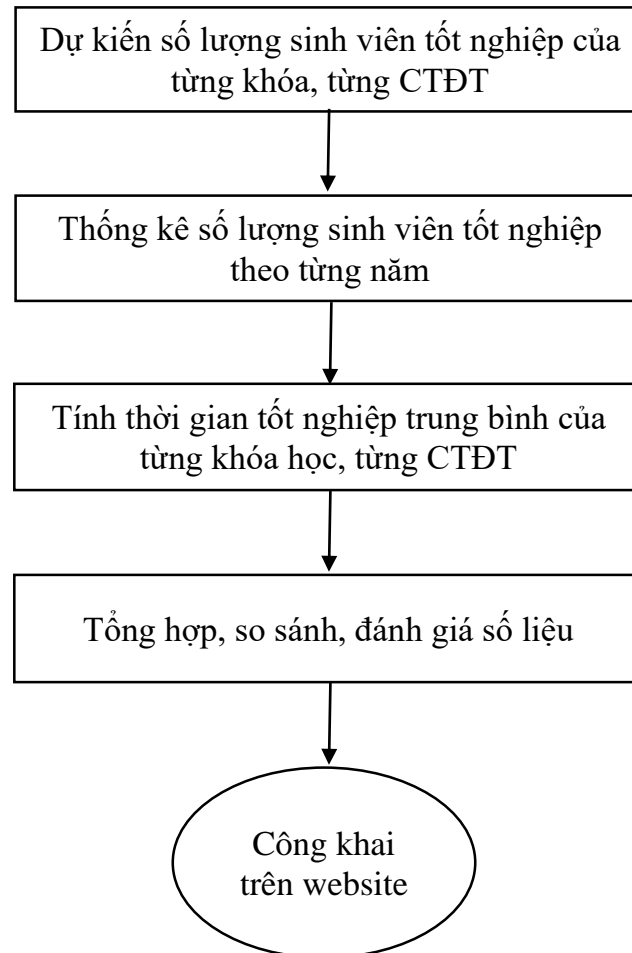 Dự kiến số lượng sinh viên tốt nghiệp của
từng khóa, từng CTĐT
Thống kê số lượng sinh viên tốt nghiệp
theo từng năm
Tính thời gian tốt nghiệp trung bình của
từng khóa học, từng CTĐT
Tổng hợp, so sánh, đánh giá số liệu
Công khai
trên website